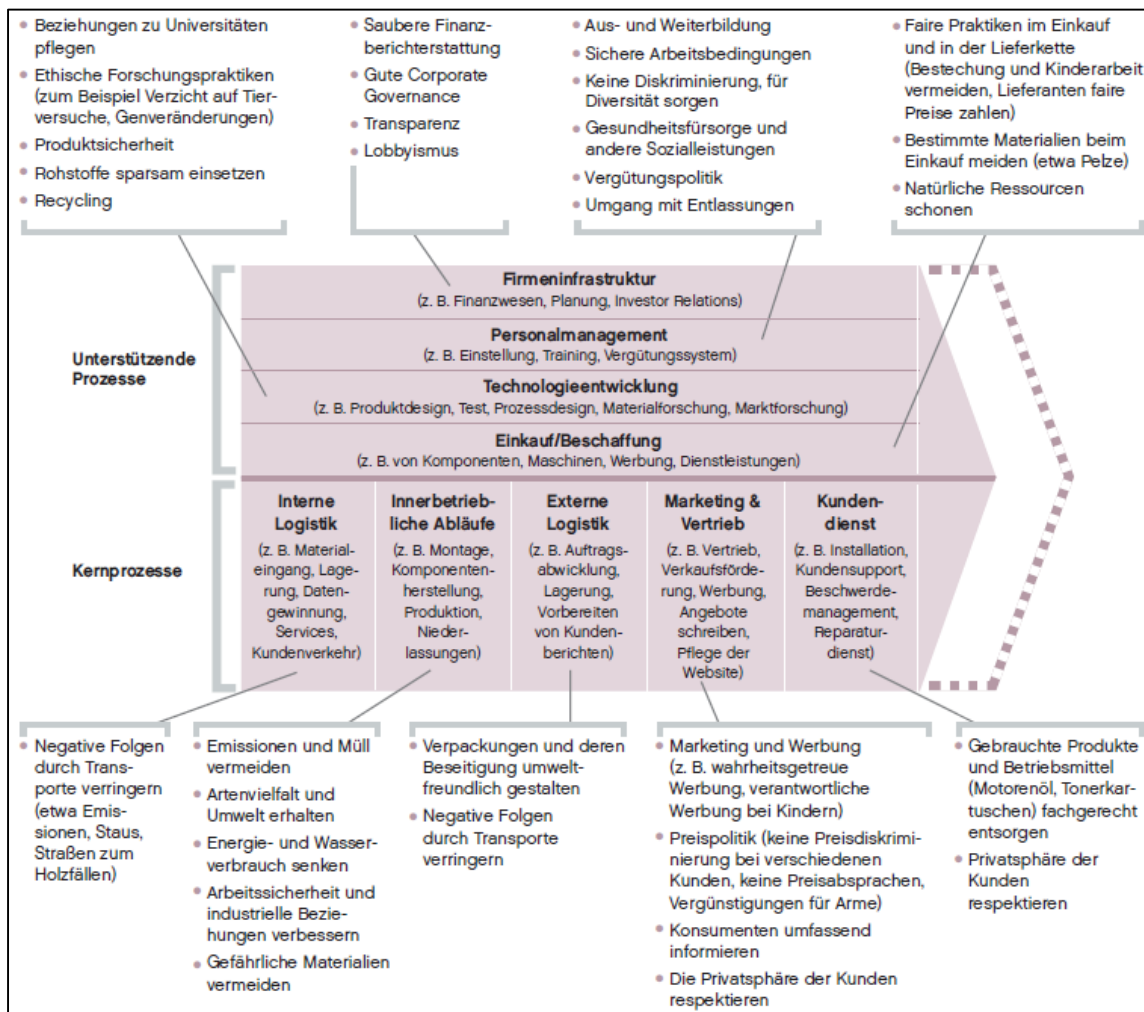 • Beziehungen zu Universitäten
pflegen
• Ethische Forschungspraktiken
(zum Beispiel Verzicht auf Tier-
versuche, Genveränderungen)
• Produktsicherheit
• Rohstoffe sparsam einsetzen
• Recycling
• Saubere Finanz-
berichterstattung
• Gute Corporate
Governance
• Transparenz
• Lobbyismus
• Aus- und Weiterbildung
• Sichere Arbeitsbedingungen
• Keine Diskriminierung, für
Diversität sorgen
• Gesundheitsfürsorge und
andere Sozialleistungen
• Vergütungspolitik
• Umgang mit Entlassungen
• Faire Praktiken im Einkauf
und in der Lieferkette
(Bestechung und Kinderarbeit
vermeiden, Lieferanten faire
Preise zahlen)
• Bestimmte Materialien beim
Einkauf meiden (etwa Pelze)
• Natürliche Ressourcen
schonen
Unterstützende
Prozesse
Firmeninfrastruktur
(z. B. Finanzwesen, Planung, Investor Relations)
Personalmanagement
(z. B. Einstellung, Training, Vergütungssystem)
Technologieentwicklung
(z. B. Produktdesign, Test, Prozessdesign, Materialforschung, Marktforschung)
Einkauf/Beschaffung
(z. B. von Komponenten, Maschinen, Werbung, Dienstleistungen)
Kernprozesse
Interne
Logistik
(z. B. Material-
eingang, Lage-
rung, Daten-
gewinnung,
Services,
Kundenverkehr)
Innerbetrieb-
liche Abläufe
(z. B. Montage,
Komponenten-
herstellung,
Produktion,
Nieder-
lassungen)
Externe
Logistik
(z. B. Auftrags-
abwicklung,
Lagerung,
Vorbereiten
von Kunden-
berichten)
Marketing &
Vertrieb
(z. B. Vertrieb,
Verkaufsförde-
rung, Werbung,
Angebote
schreiben,
Pflege der
Website)
Kunden-
dienst
(z. B. Installation,
Kundensupport,
Beschwerde-
management,
Reparatur-
dienst)
• Negative Folgen
durch Trans-
porte verringern
(etwa Emis-
sionen, Staus,
Straßen zum
Holzfällen)
• Emissionen und Müll
vermeiden
• Artenvielfalt und
Umwelt erhalten
• Energie- und Wasser-
verbrauch senken
• Arbeitssicherheit und
industrielle Bezie-
hungen verbessern
• Gefährliche Materialien
vermeiden
• Verpackungen und deren
Beseitigung umwelt-
freundlich gestalten
• Negative Folgen
durch Transporte
verringern
• Marketing und Werbung
(z. B. wahrheitsgetreue
Werbung, verantwortliche
Werbung bei Kindern)
• Preispolitik (keine Preisdiskrimi-
nierung bei verschiedenen
Kunden, keine Preisabsprachen,
Vergünstigungen für Arme)
• Konsumenten umfassend
informieren
• Die Privatsphäre der Kunden
respektieren
• Gebrauchte Produkte
und Betriebsmittel
(Motorenöl, Tonerkar-
tuschen) fachgerecht
entsorgen
• Privatsphäre der
Kunden
respektieren